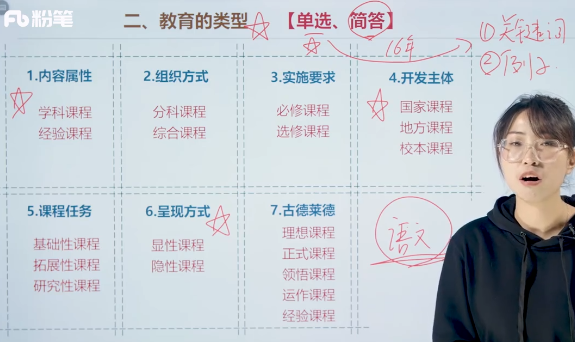 粉笔
二、教育的类型 【单选、简答】
16年
①关键词
②例子
1.内容属性
学科课程
经验课程
2.组织方式
分科课程
综合课程
3.实施要求
必修课程
选修课程
4.开发主体
国家课程
地方课程
校本课程
5.课程任务
基础性课程
拓展性课程
研究性课程
6.呈现方式
显性课程
隐性课程
7.古德莱德
理想课程
正式课程
领悟课程
运作课程
经验课程
语文